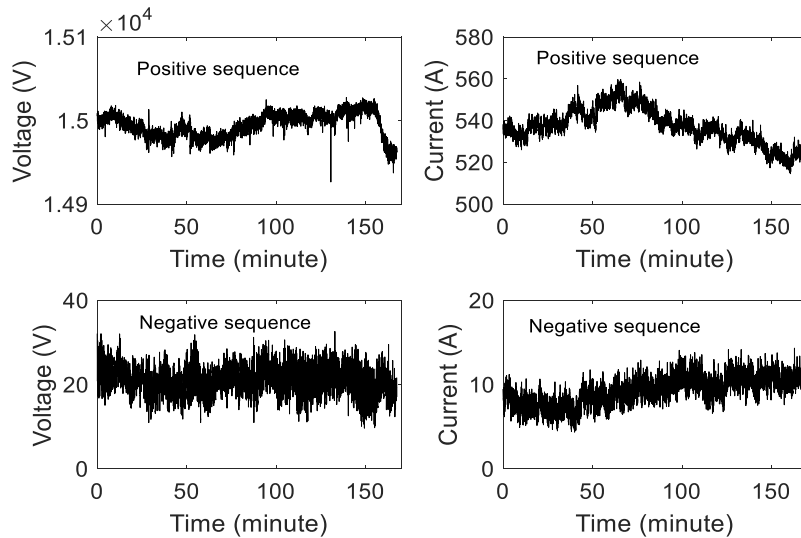 ×10⁴
1.51
1.5
1.49
Voltage (V)
Positive sequence
0
50
100
150
Time (minute)
580
560
540
520
500
Current (A)
Positive sequence
0
50
100
150
Time (minute)
40
20
0
Voltage (V)
Negative sequence
0
50
100
150
Time (minute)
20
10
0
Current (A)
Negative sequence
0
50
100
150
Time (minute)